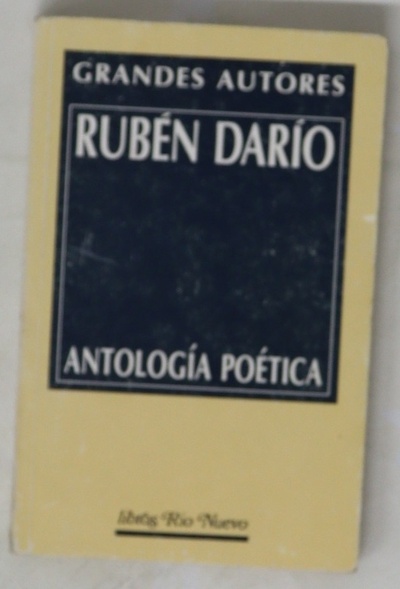 GRANDES AUTORES
RUBÉN DARÍO
ANTOLOGÍA POÉTICA
libros Río Nuevo